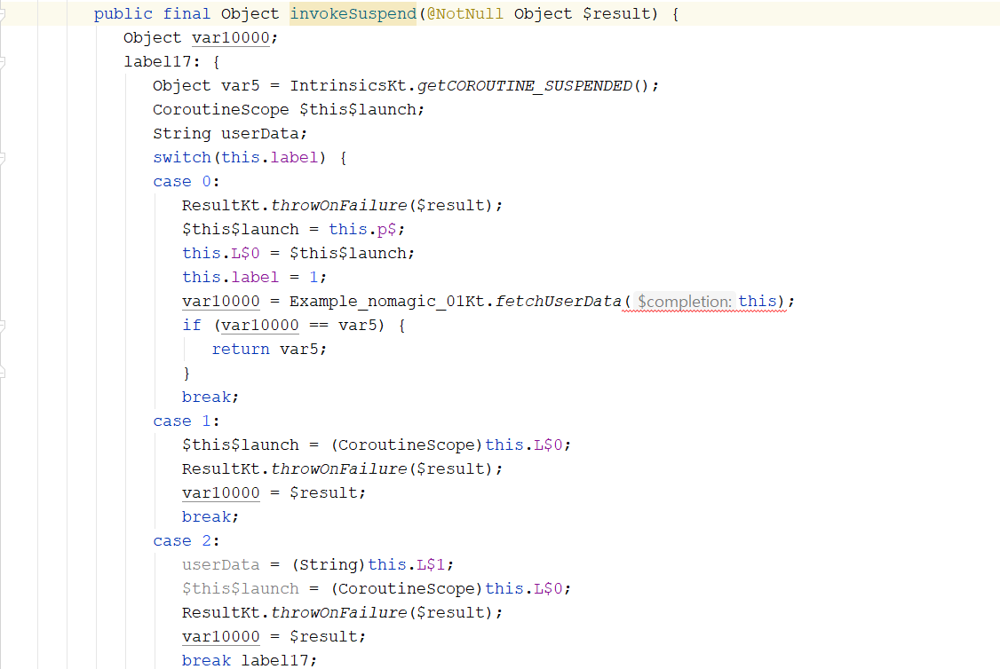 public final Object invokeSuspend(@NotNull Object $result) {
Object var10000;
label17: {
Object var5 = IntrinsicsKt.getCOROUTINE_SUSPENDED();
CoroutineScope $this$launch;
String userData;
switch(this.label) {
case 0:
ResultKt.throwOnFailure($result);
$this$launch = this.p$;
this.L$0 = $this$launch;
this.label = 1;
var10000 = Example_nomagic_01Kt.fetchUserData( $completion: this);
if (var10000 == var5) {
return var5;
}
break;
case 1:
$this$launch = (CoroutineScope)this.L$0;
ResultKt.throwOnFailure($result);
var10000 = $result;
break;
case 2:
userData = (String)this.L$1;
$this$launch = (CoroutineScope)this.L$0;
ResultKt.throwOnFailure($result);
var10000 = $result;
break label17;